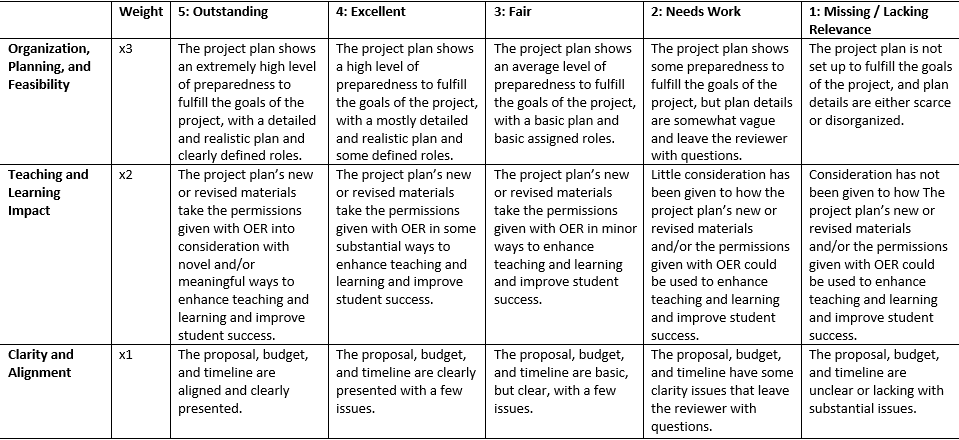 Weight
5: Outstanding
4: Excellent
3: Fair
2: Needs Work
1: Missing / Lacking
Relevance
Organization,
Planning, and
Feasibility
x3
The project plan shows
an extremely high level
of preparedness to
fulfill the goals of the
project, with a detailed
and realistic plan and
clearly defined roles.
The project plan shows
a high level of
preparedness to fulfill
the goals of the project,
with a mostly detailed
and realistic plan and
some defined roles.
The project plan shows
an average level of
preparedness to fulfill
the goals of the project,
with a basic plan and
basic assigned roles.
The project plan shows
some preparedness to
fulfill the goals of the
project, but plan details
are somewhat vague
and leave the reviewer
with questions.
The project plan is not
set up to fulfill the goals
of the project, and plan
details are either scarce
or disorganized.
Teaching and
Learning
Impact
x2
The project plan’s new
or revised materials
take the permissions
given with OER into
consideration with
novel and/or
meaningful ways to
enhance teaching and
learning and improve
student success.
The project plan’s new
or revised materials
take the permissions
given with OER in some
substantial ways to
enhance teaching and
learning and improve
student success.
The project plan’s new
or revised materials
take the permissions
given with OER in minor
ways to enhance
teaching and learning
and improve student
success.
Little consideration has
been given to how the
project plan’s new or
revised materials
and/or the permissions
given with OER could
be used to enhance
teaching and learning
and improve student
success.
Consideration has not
been given to how The
project plan’s new or
revised materials
and/or the permissions
given with OER could
be used to enhance
teaching and learning
and improve student
success.
Clarity and
Alignment
x1
The proposal, budget,
and timeline are
aligned and clearly
presented.
The proposal, budget,
and timeline are clearly
presented with a few
issues.
The proposal, budget,
and timeline are basic,
but clear, with a few
issues.
The proposal, budget,
and timeline have some
clarity issues that leave
the reviewer with
questions.
The proposal, budget,
and timeline are
unclear or lacking with
substantial issues.